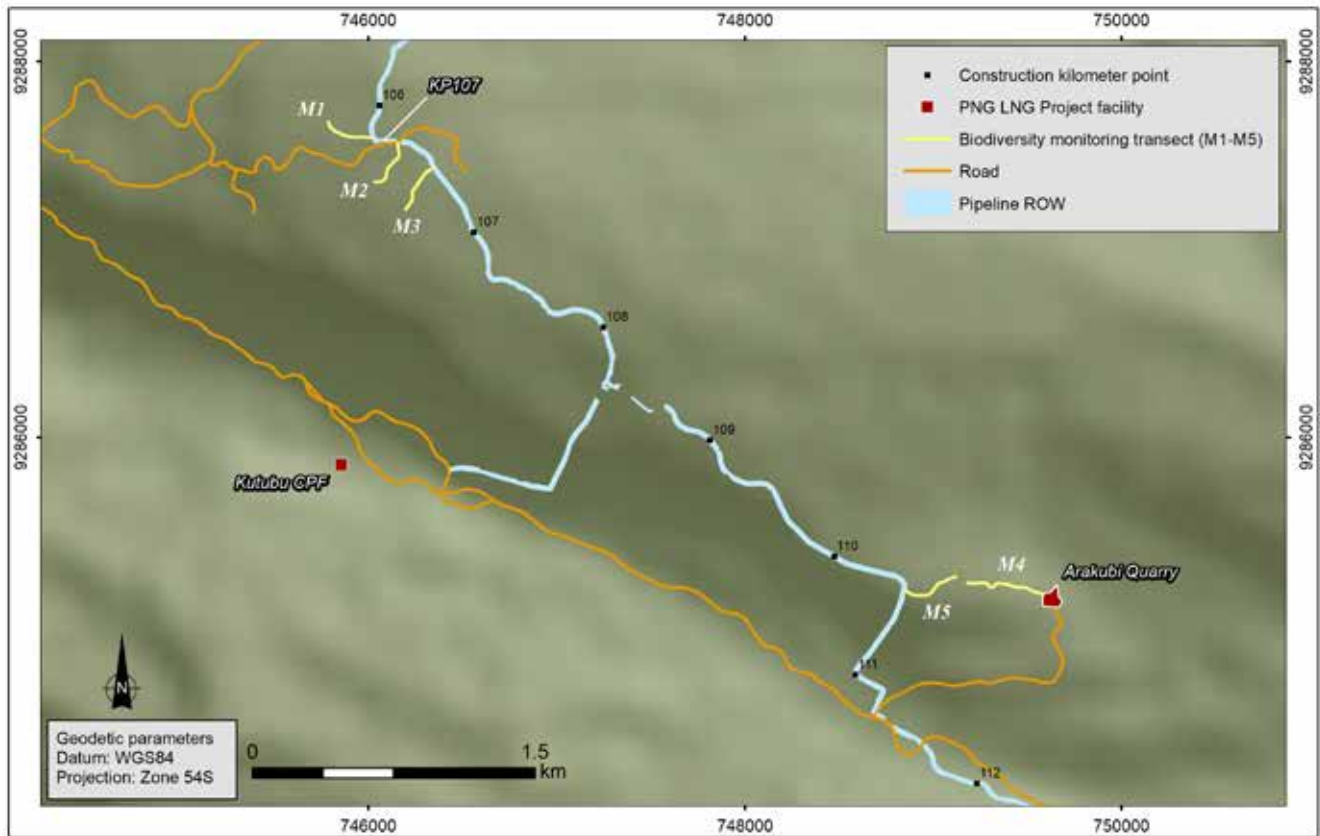 746000
748000
750000
9288000
9288000
Construction kilometer point
PNG LNG Project facility
Biodiversity monitoring transect (M1-M5)
Road
Pipeline ROW
106
KP107
M1
M2
M3
107
108
9286000
9286000
109
Kutubu CPF
110
M4
Arakubi Quarry
M5
111
N
Geodetic parameters
Datum: WGS84
Projection: Zone 54S
0
1.5
km
112
746000
748000
750000